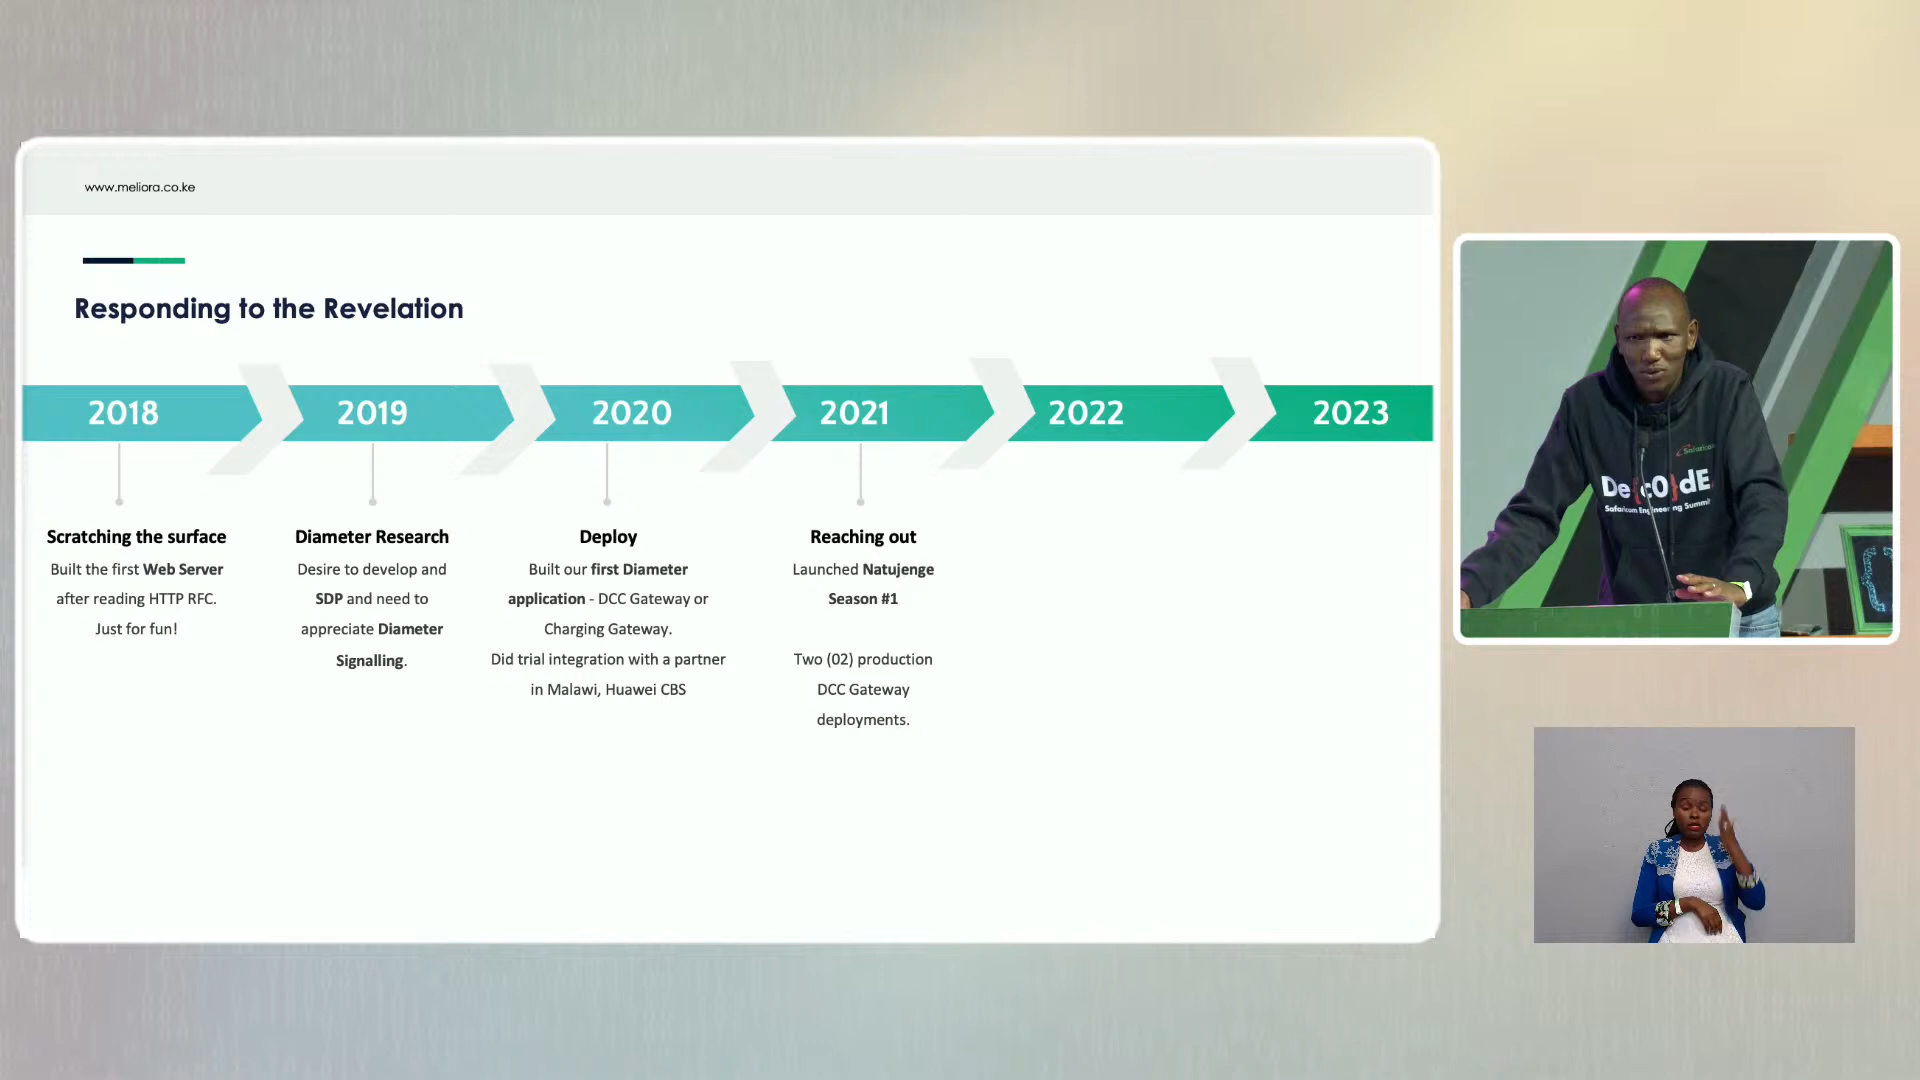 www.meliora.co.ke
Responding to the Revelation
2018
2019
2020
2021
2022
2023
Scratching the surface
Built the first Web Server
after reading HTTP RFC.
Just for fun!
Diameter Research
Desire to develop and
SDP and need to
appreciate Diameter
Signalling.
Deploy
Built our first Diameter
application - DCC Gateway or
Charging Gateway.
Did trial integration with a partner
in Malawi, Huawei CBS
Reaching out
Launched Natujenge
Season #1
Two (02) production
DCC Gateway
deployments.
Safaricom
De{c0}dE
Safaricom Engineering Summit